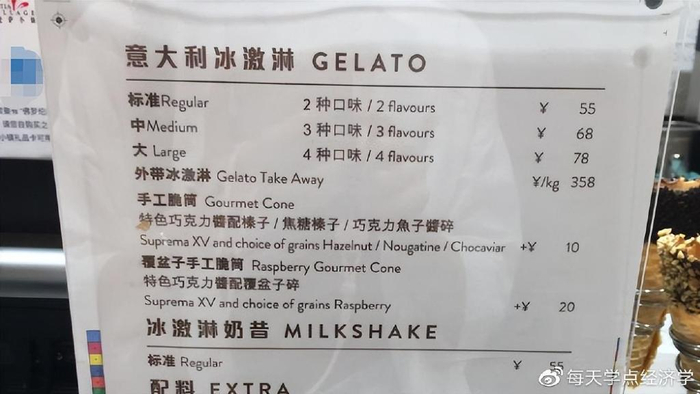 意大利冰激淋 GELATO
标准Regular 2 种口味 / 2 flavours ¥ 55
中Medium 3 种口味 / 3 flavours ¥ 68
大 Large 4 种口味 / 4 flavours ¥ 78
外带冰激淋 Gelato Take Away ¥/kg 358
手工脆筒 Gourmet Cone
特色巧克力醬配榛子 / 焦糖榛子 / 巧克力魚子醬碎
Suprema XV and choice of grains Hazelnut / Nougatine / Chocaviar +¥ 10
覆盆子手工脆筒 Raspberry Gourmet Cone
特色巧克力醬配覆盆子碎
Suprema XV and choice of grains Raspberry +¥ 20
冰激淋奶昔 MILKSHAKE
标准 Regular ¥ 55
配料 EXTRA
@每天学点经济学